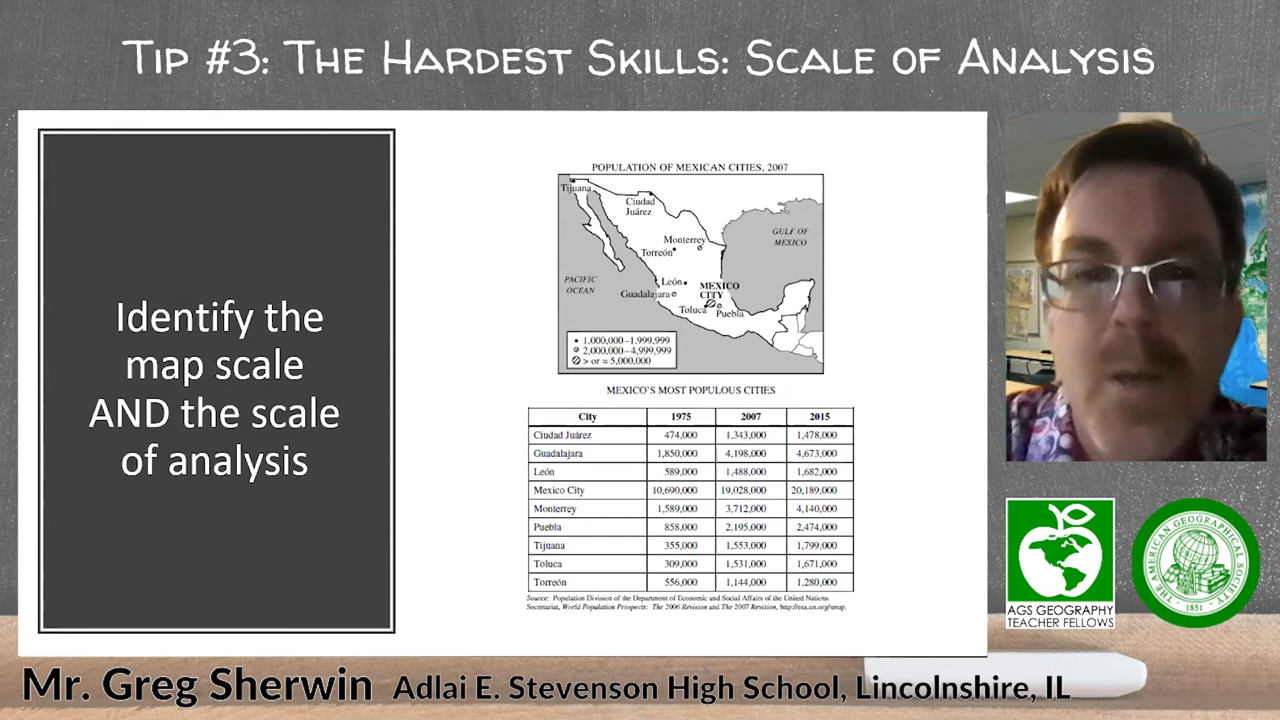 TIP #3: THE HARDEST SKILLS: SCALE OF ANALYSIS
Identify the
map scale
AND the scale
of analysis
POPULATION OF MEXICAN CITIES, 2007
Tijuana
Ciudad
Juárez
Monterrey
Torreón
GULF OF
MEXICO
PACIFIC
OCEAN
León
MEXICO
CITY
Guadalajara
Toluca
Puebla
1,000,000–1,999,999
2,000,000–4,999,999
> or = 5,000,000
MEXICO'S MOST POPULOUS CITIES
City 1975 2007 2015
Ciudad Juárez 474,000 1,343,000 1,478,000
Guadalajara 1,850,000 4,198,000 4,673,000
León 589,000 1,488,000 1,682,000
Mexico City 10,690,000 19,028,000 20,189,000
Monterrey 1,589,000 3,712,000 4,140,000
Puebla 858,000 2,195,000 2,474,000
Tijuana 355,000 1,553,000 1,799,000
Toluca 309,000 1,531,000 1,671,000
Torreón 556,000 1,144,000 1,280,000
Source: Population Division of the Department of Economic and Social Affairs of the United Nations
Secretariat, World Population Prospects: The 2006 Revision and The 2007 Revision, http://esa.un.org/unup.
AGS GEOGRAPHY
TEACHER FELLOWS
THE AMERICAN GEOGRAPHICAL SOCIETY
1851
Mr. Greg Sherwin Adlai E. Stevenson High School, Lincolnshire, IL